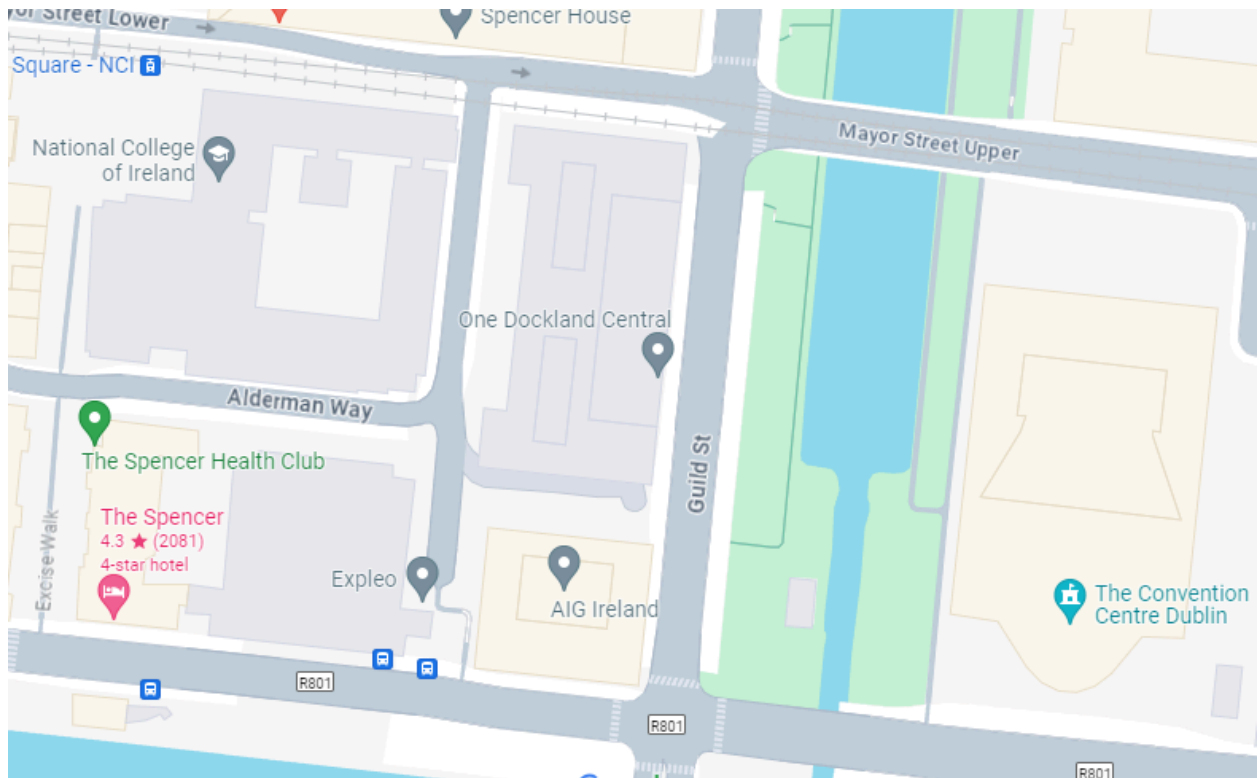 or Street Lower
Spencer House
Square - NCI
National College
of Ireland
Mayor Street Upper
One Dockland Central
Alderman Way
The Spencer Health Club
Guild St
The Spencer
4.3 ★ (2081)
4-star hotel
Excise Walk
Expleo
AIG Ireland
The Convention
Centre Dublin
R801
R801
R801